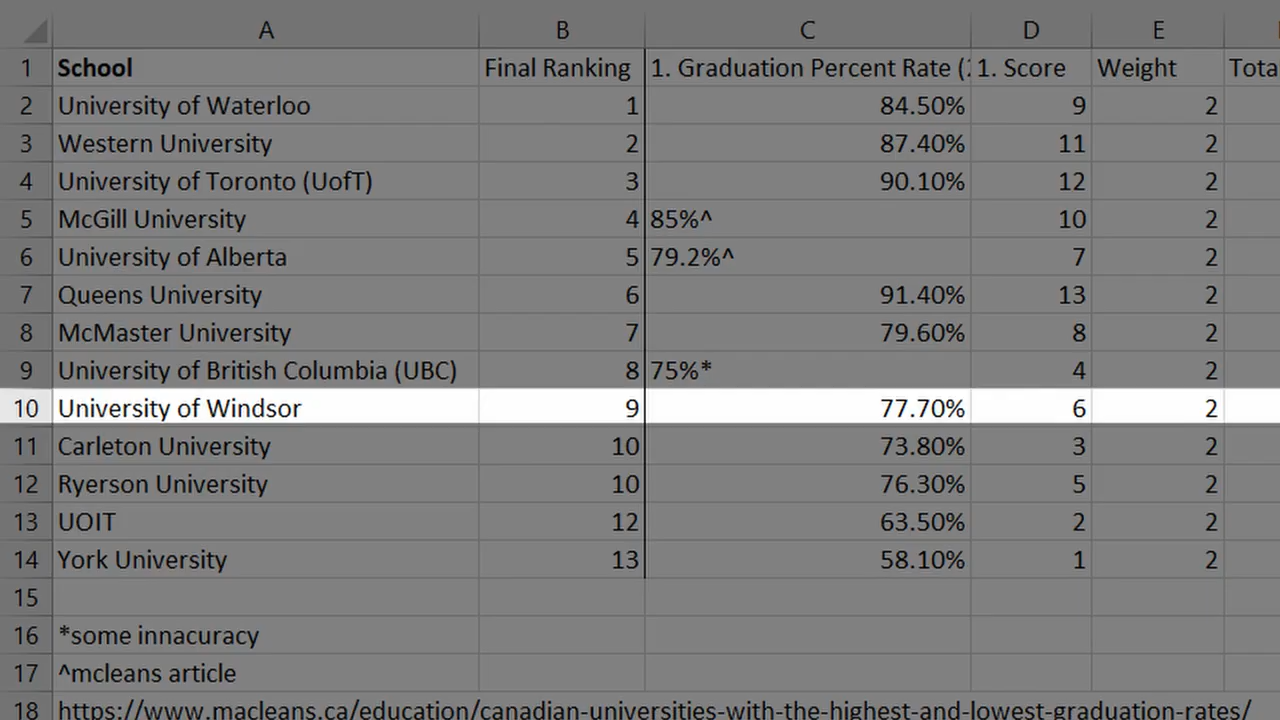 A B C D E
1 School Final Ranking 1. Graduation Percent Rate (2 1. Score Weight Tota
2 University of Waterloo 1 84.50% 9 2
3 Western University 2 87.40% 11 2
4 University of Toronto (UofT) 3 90.10% 12 2
5 McGill University 4 85%^ 10 2
6 University of Alberta 5 79.2%^ 7 2
7 Queens University 6 91.40% 13 2
8 McMaster University 7 79.60% 8 2
9 University of British Columbia (UBC) 8 75%* 4 2
10 University of Windsor 9 77.70% 6 2
11 Carleton University 10 73.80% 3 2
12 Ryerson University 10 76.30% 5 2
13 UOIT 12 63.50% 2 2
14 York University 13 58.10% 1 2
15
16 *some innacuracy
17 ^mcleans article
18 https://www.macleans.ca/education/canadian-universities-with-the-highest-and-lowest-graduation-rates/